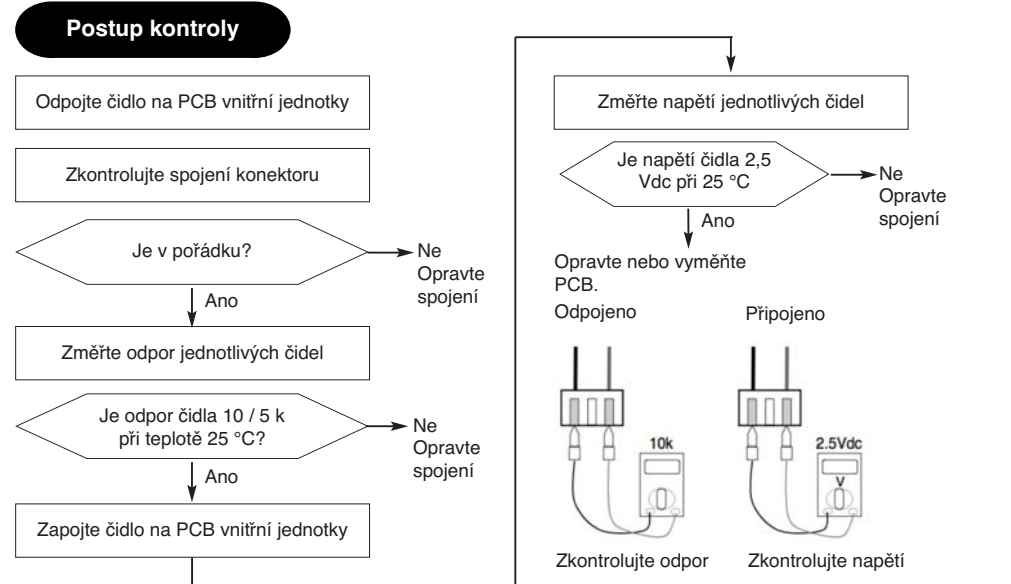 Postup kontroly
Odpojte čidlo na PCB vnitřní jednotky
Zkontrolujte spojení konektoru
Je v pořádku?
Ne
Opravte
spojení
Ano
Změřte odpor jednotlivých čidel
Je odpor čidla 10 / 5 k
při teplotě 25 °C?
Ne
Opravte
spojení
Ano
Zapojte čidlo na PCB vnitřní jednotky
Změřte napětí jednotlivých čidel
Je napětí čidla 2,5
Vdc při 25 °C
Ne
Opravte
spojení
Ano
Opravte nebo vyměňte
PCB.
Odpojeno
Připojeno
10k
2.5Vdc
V
Zkontrolujte odpor
Zkontrolujte napětí